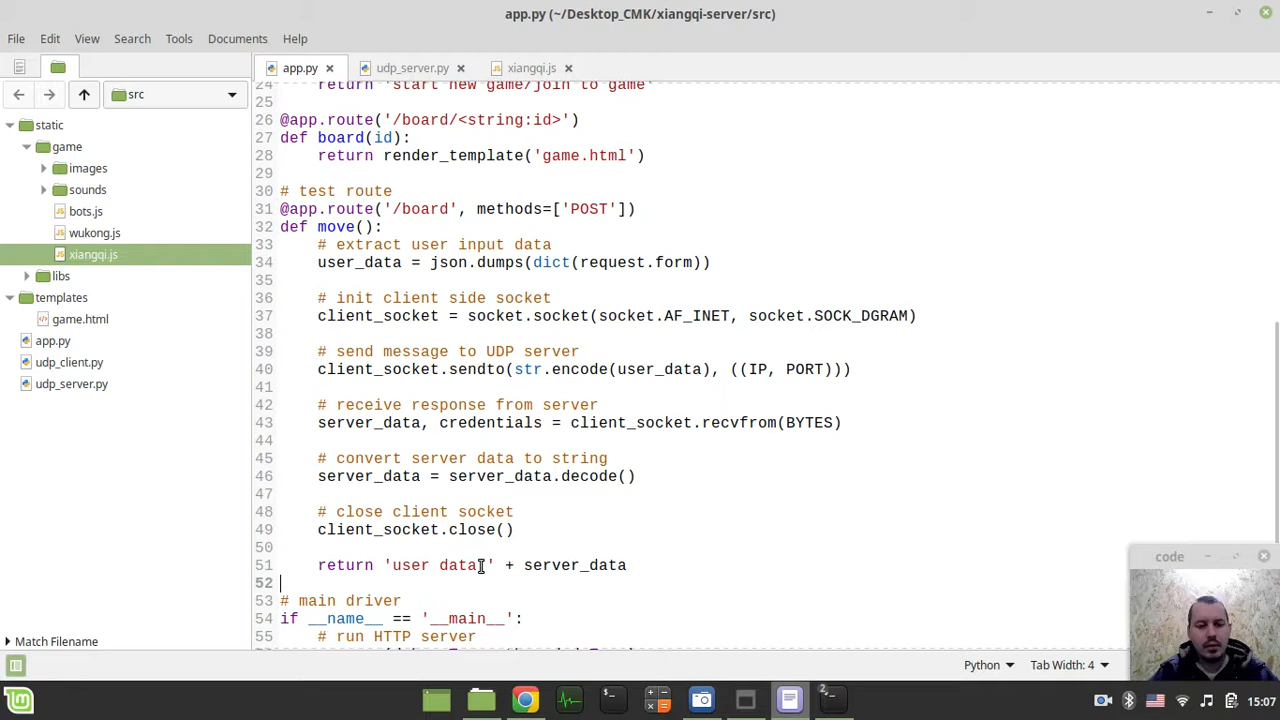 app.py (~/Desktop_CMK/xiangqi-server/src)
File Edit View Search Tools Documents Help
app.py udp_server.py xiangqi.js
src
static
game
images
sounds
bots.js
wukong.js
xiangqi.js
libs
templates
game.html
app.py
udp_client.py
udp_server.py
Match Filename
24 return 'start new game/join to game'
25
26 @app.route('/board/<string:id>')
27 def board(id):
28 return render_template('game.html')
29
30 # test route
31 @app.route('/board', methods=['POST'])
32 def move():
33 # extract user input data
34 user_data = json.dumps(dict(request.form))
35
36 # init client side socket
37 client_socket = socket.socket(socket.AF_INET, socket.SOCK_DGRAM)
38
39 # send message to UDP server
40 client_socket.sendto(str.encode(user_data), ((IP, PORT)))
41
42 # receive response from server
43 server_data, credentials = client_socket.recvfrom(BYTES)
44
45 # convert server data to string
46 server_data = server_data.decode()
47
48 # close client socket
49 client_socket.close()
50
51 return 'user data ' + server_data
52
53 # main driver
54 if __name__ == '__main__':
55 # run HTTP server
code
Python Tab Width: 4
15:07